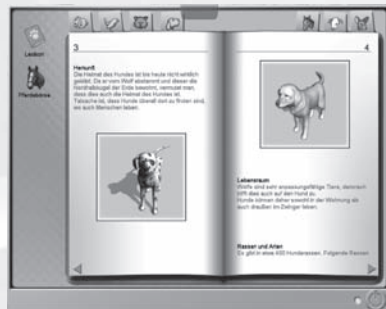 Lexikon
Pferdebörse
3
Herkunft
Die Heimat des Hundes ist bis heute nicht wirklich
geklärt. Da er vom Wolf abstammt und dieser die
Nordhalbkugel der Erde bewohnt, vermutet man,
dass dies auch die Heimat des Hundes ist.
Tatsache ist, dass Hunde überall dort zu finden sind,
wo auch Menschen leben.
4
Lebensraum
Wölfe sind sehr anpassungsfähige Tiere, dasselbe
trifft dies auch auf den Hund zu.
Hunde können daher sowohl in der Wohnung als
auch draußen im Zwinger leben.
Rassen und Arten
Es gibt in etwa 400 Hunderassen. Folgende Rassen